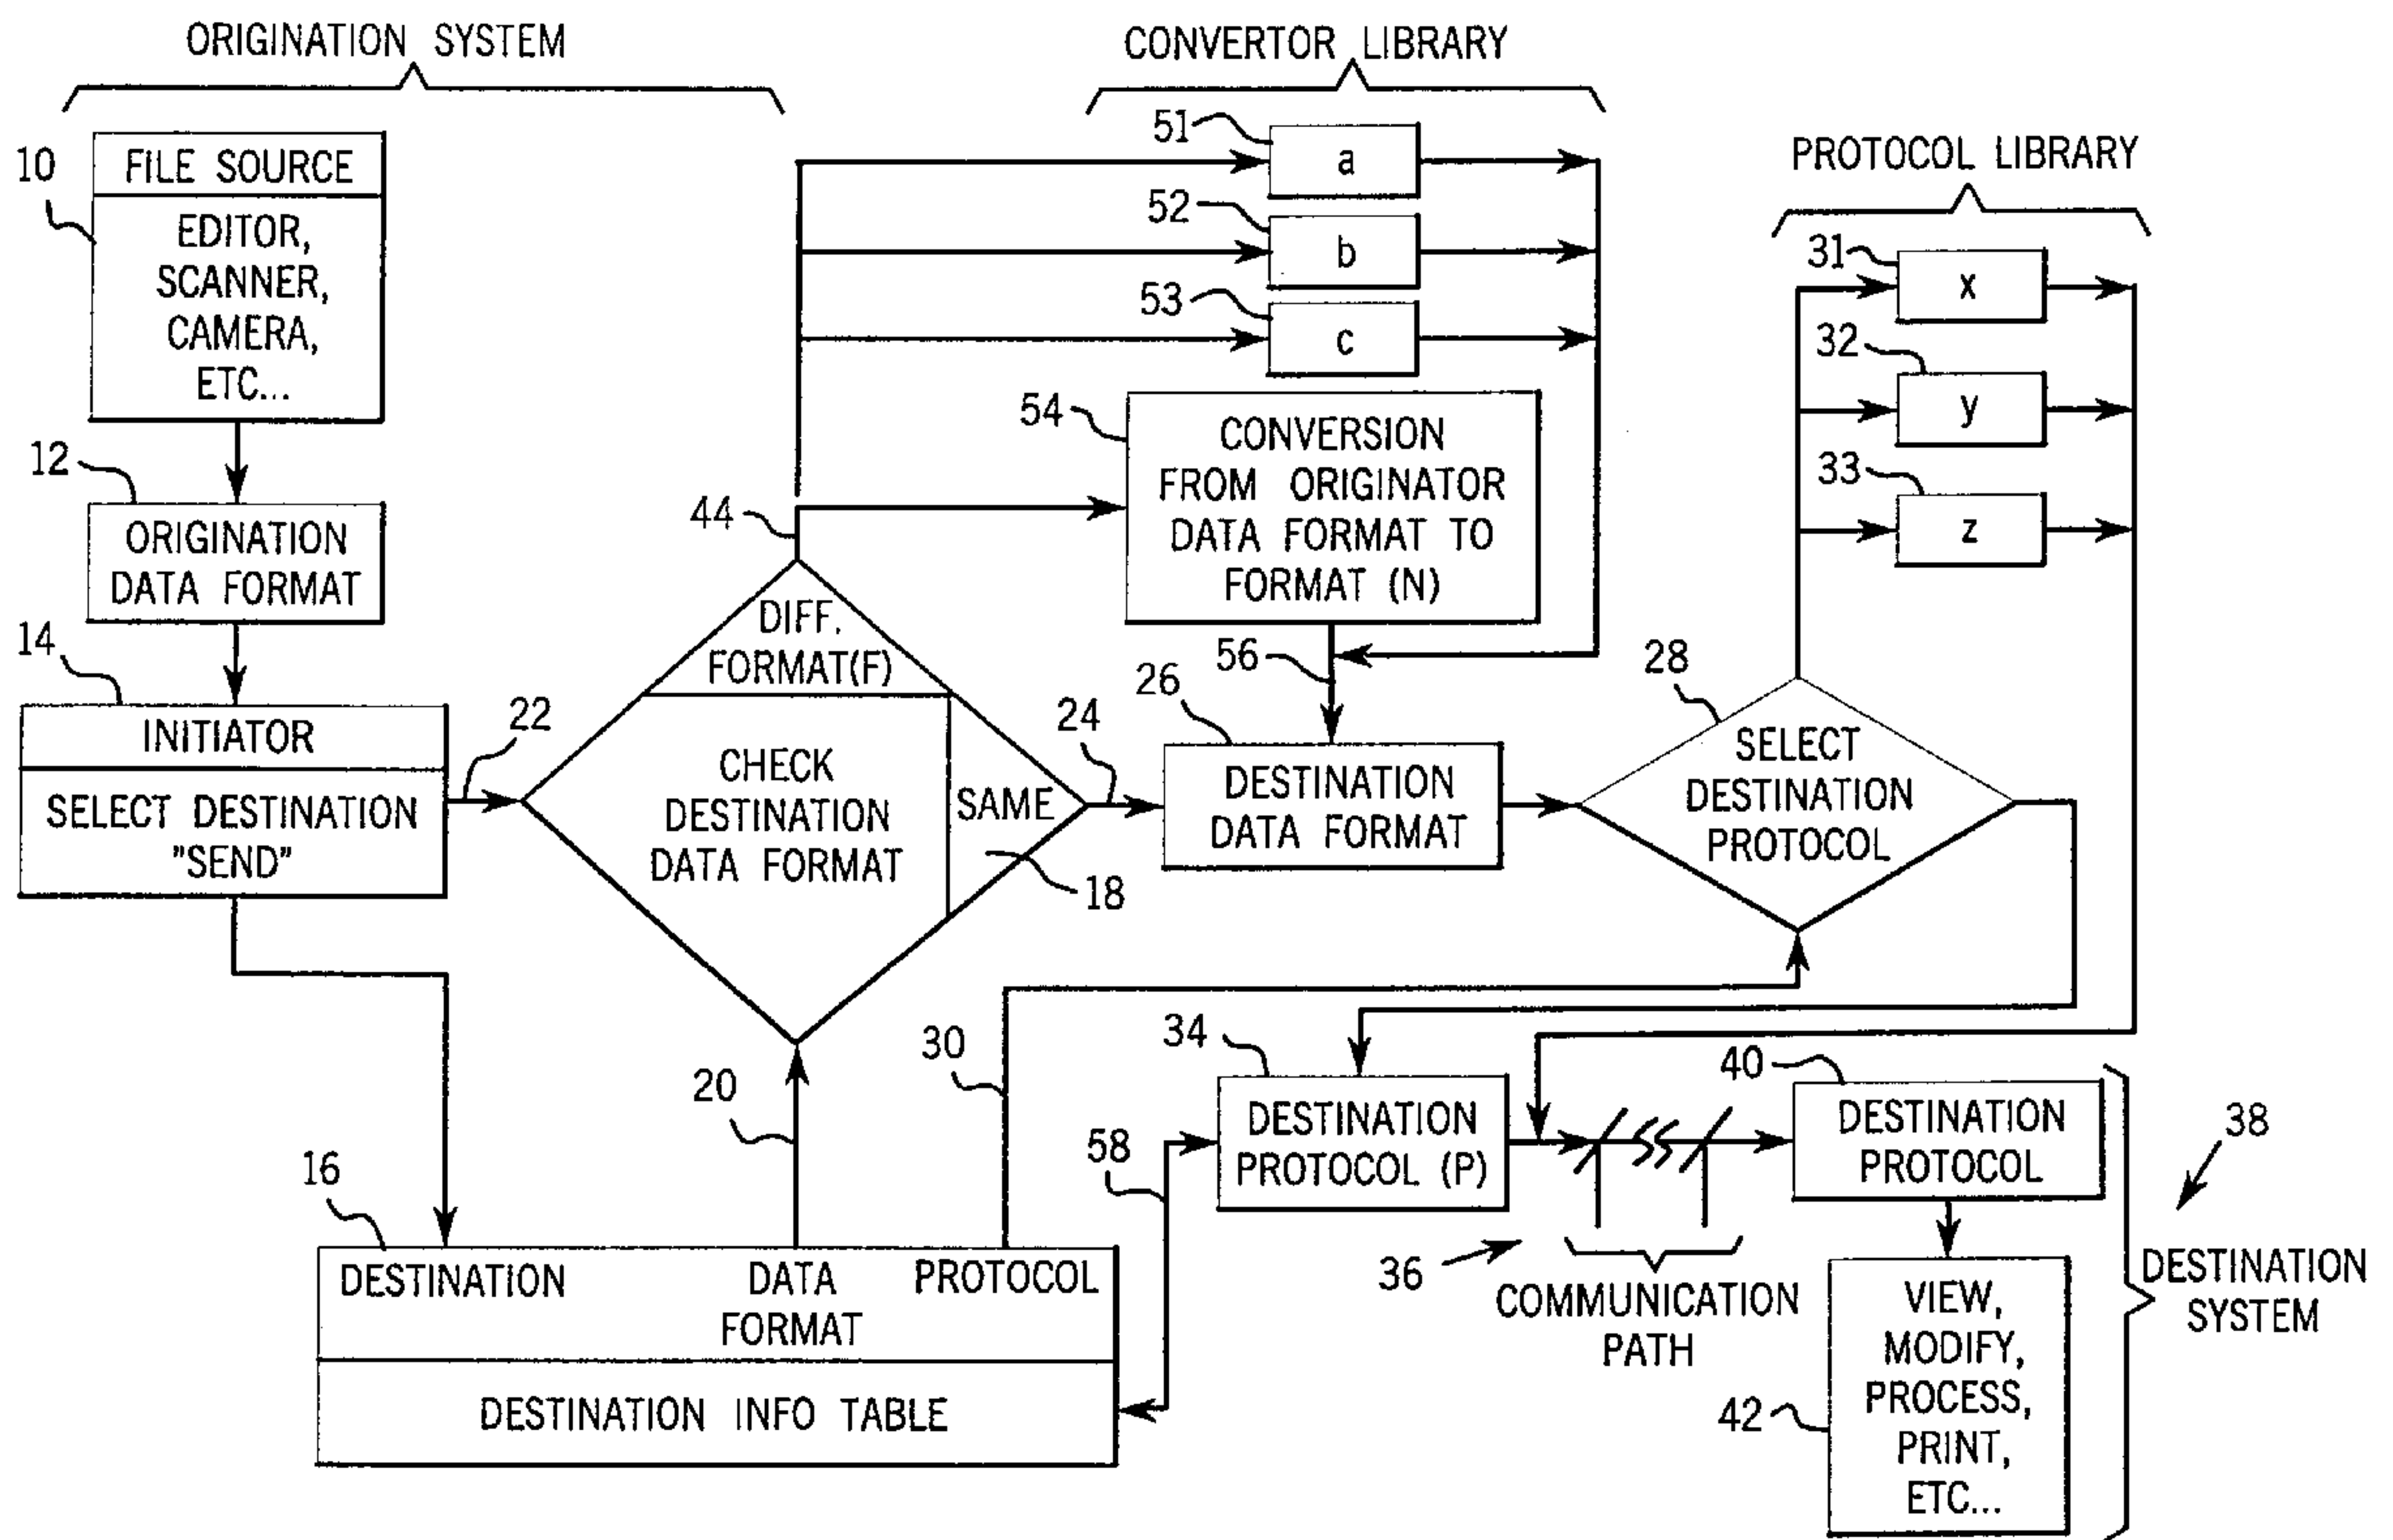 ORIGINATION SYSTEM
CONVERTOR LIBRARY
PROTOCOL LIBRARY
10
FILE SOURCE
EDITOR,
SCANNER,
CAMERA,
ETC...
51
a
52
b
53
c
31
x
32
y
33
z
12
ORIGINATION
DATA FORMAT
44
54
CONVERSION
FROM ORIGINATOR
DATA FORMAT TO
FORMAT (N)
14
INITIATOR
SELECT DESTINATION
"SEND"
22
DIFF.
FORMAT(F)
CHECK
DESTINATION
DATA FORMAT
SAME
18
24
56
26
DESTINATION
DATA FORMAT
28
SELECT
DESTINATION
PROTOCOL
20
30
16
DESTINATION
DATA
FORMAT
PROTOCOL
DESTINATION INFO TABLE
58
34
DESTINATION
PROTOCOL (P)
36
COMMUNICATION
PATH
40
DESTINATION
PROTOCOL
38
DESTINATION
SYSTEM
42
VIEW,
MODIFY,
PROCESS,
PRINT,
ETC...